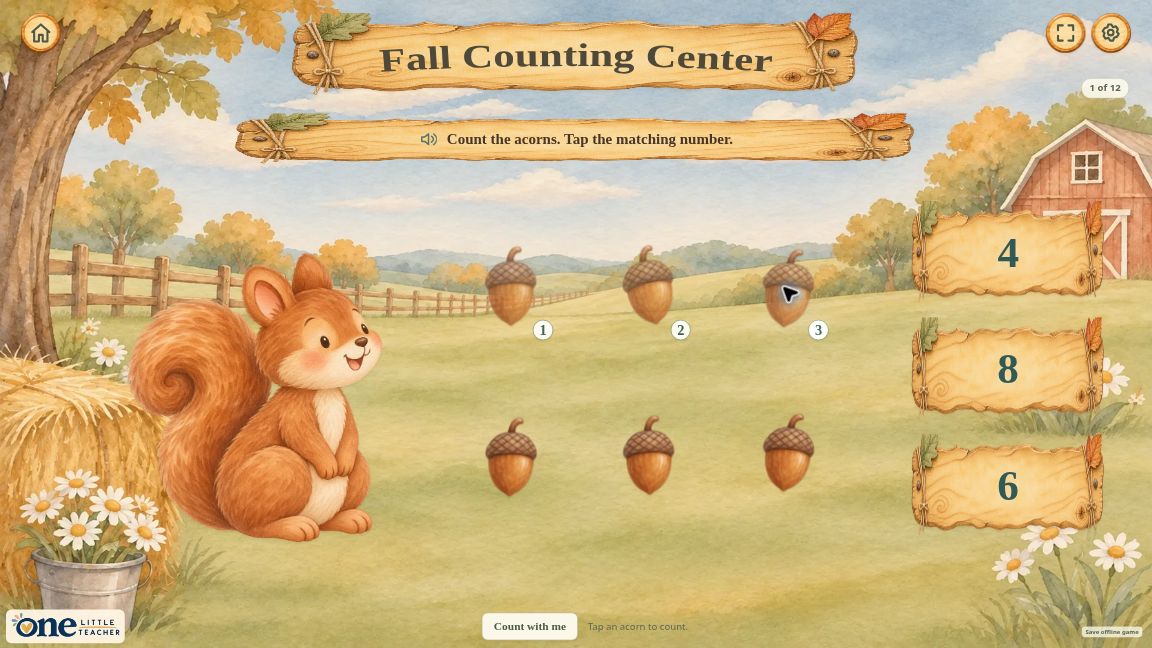 Fall Counting Center
1 of 12
Count the acorns. Tap the matching number.
4
1
2
3
8
6
one LITTLE TEACHER
Count with me
Tap an acorn to count.
Save offline game